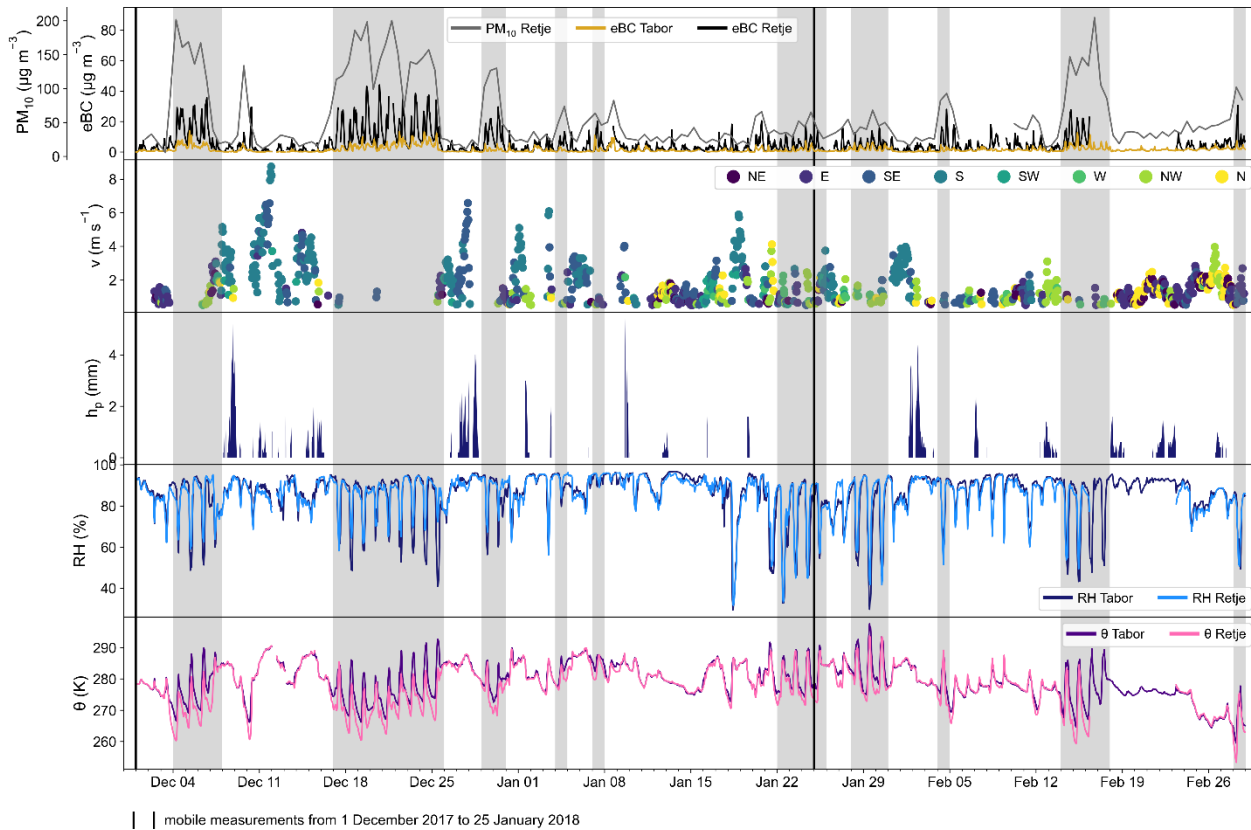 PM10 (µg m−3)
eBC (µg m−3)
200
150
100
50
0
80
60
40
20
0
PM10 Retje eBC Tabor eBC Retje
v (m s−1)
8
6
4
2
NE E SE S SW W NW N
hp (mm)
4
2
0
RH (%)
100
80
60
40
RH Tabor RH Retje
θ (K)
290
280
270
260
θ Tabor θ Retje
Dec 04 Dec 11 Dec 18 Dec 25 Jan 01 Jan 08 Jan 15 Jan 22 Jan 29 Feb 05 Feb 12 Feb 19 Feb 26
mobile measurements from 1 December 2017 to 25 January 2018